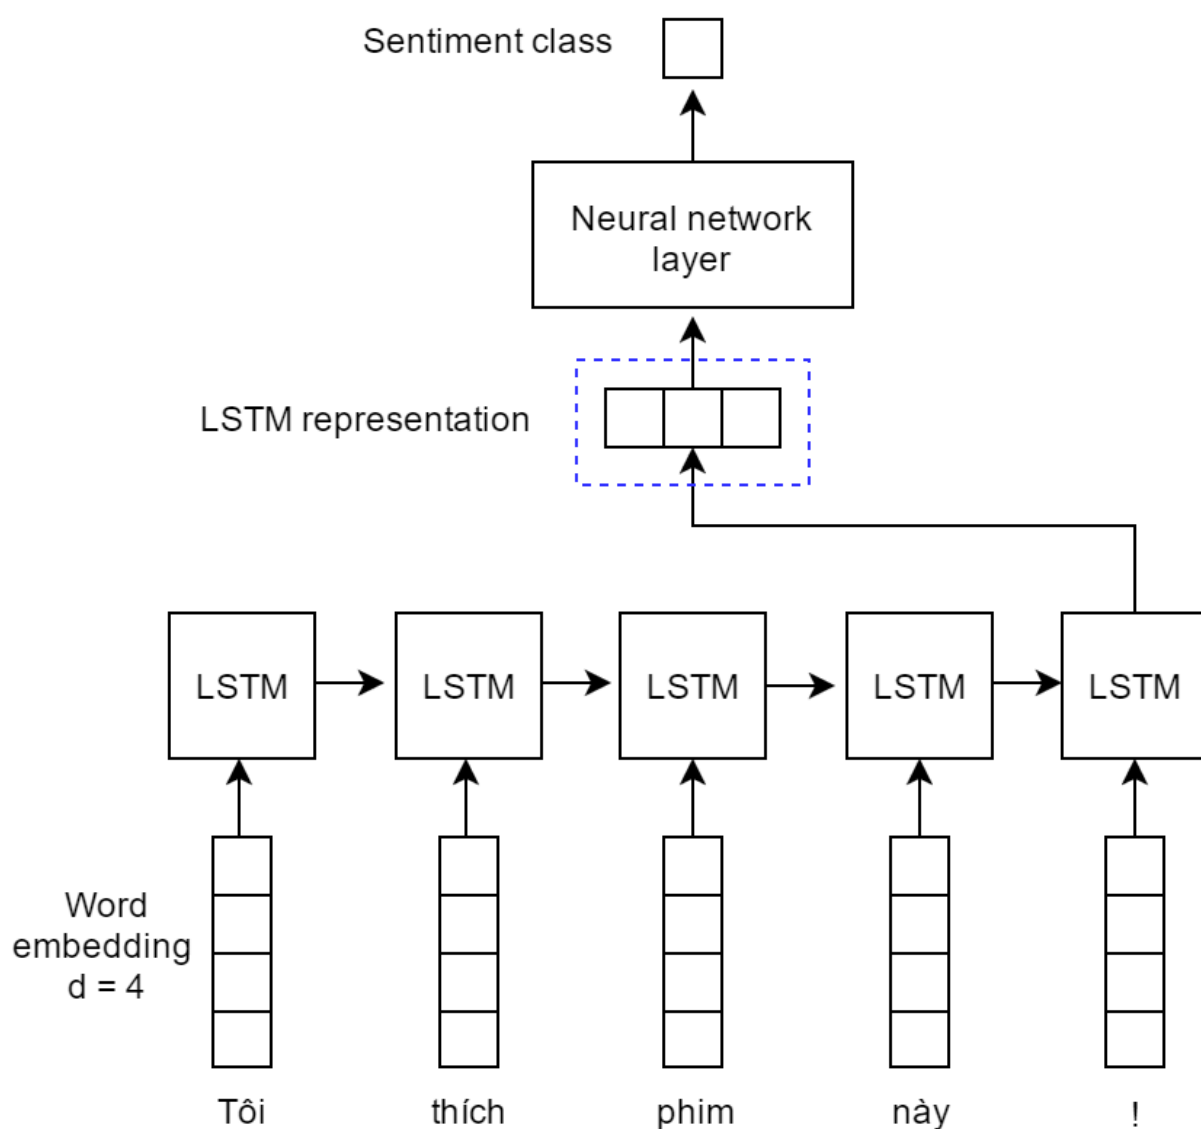 Sentiment class
Neural network
layer
LSTM representation
LSTM LSTM LSTM LSTM LSTM
Word
embedding
d = 4
Tôi thích phim này !